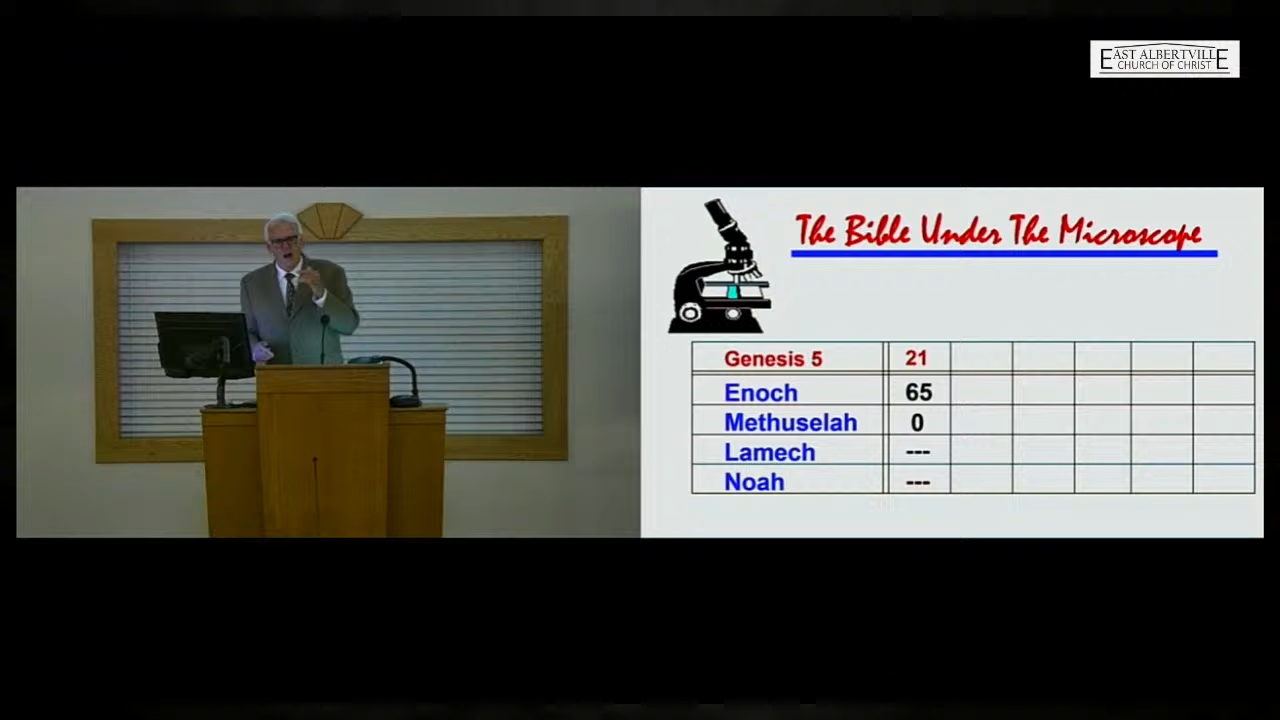 EAST ALBERTVILLE
CHURCH OF CHRIST
The Bible Under The Microscope
Genesis 5 21
Enoch 65
Methuselah 0
Lamech ---
Noah ---